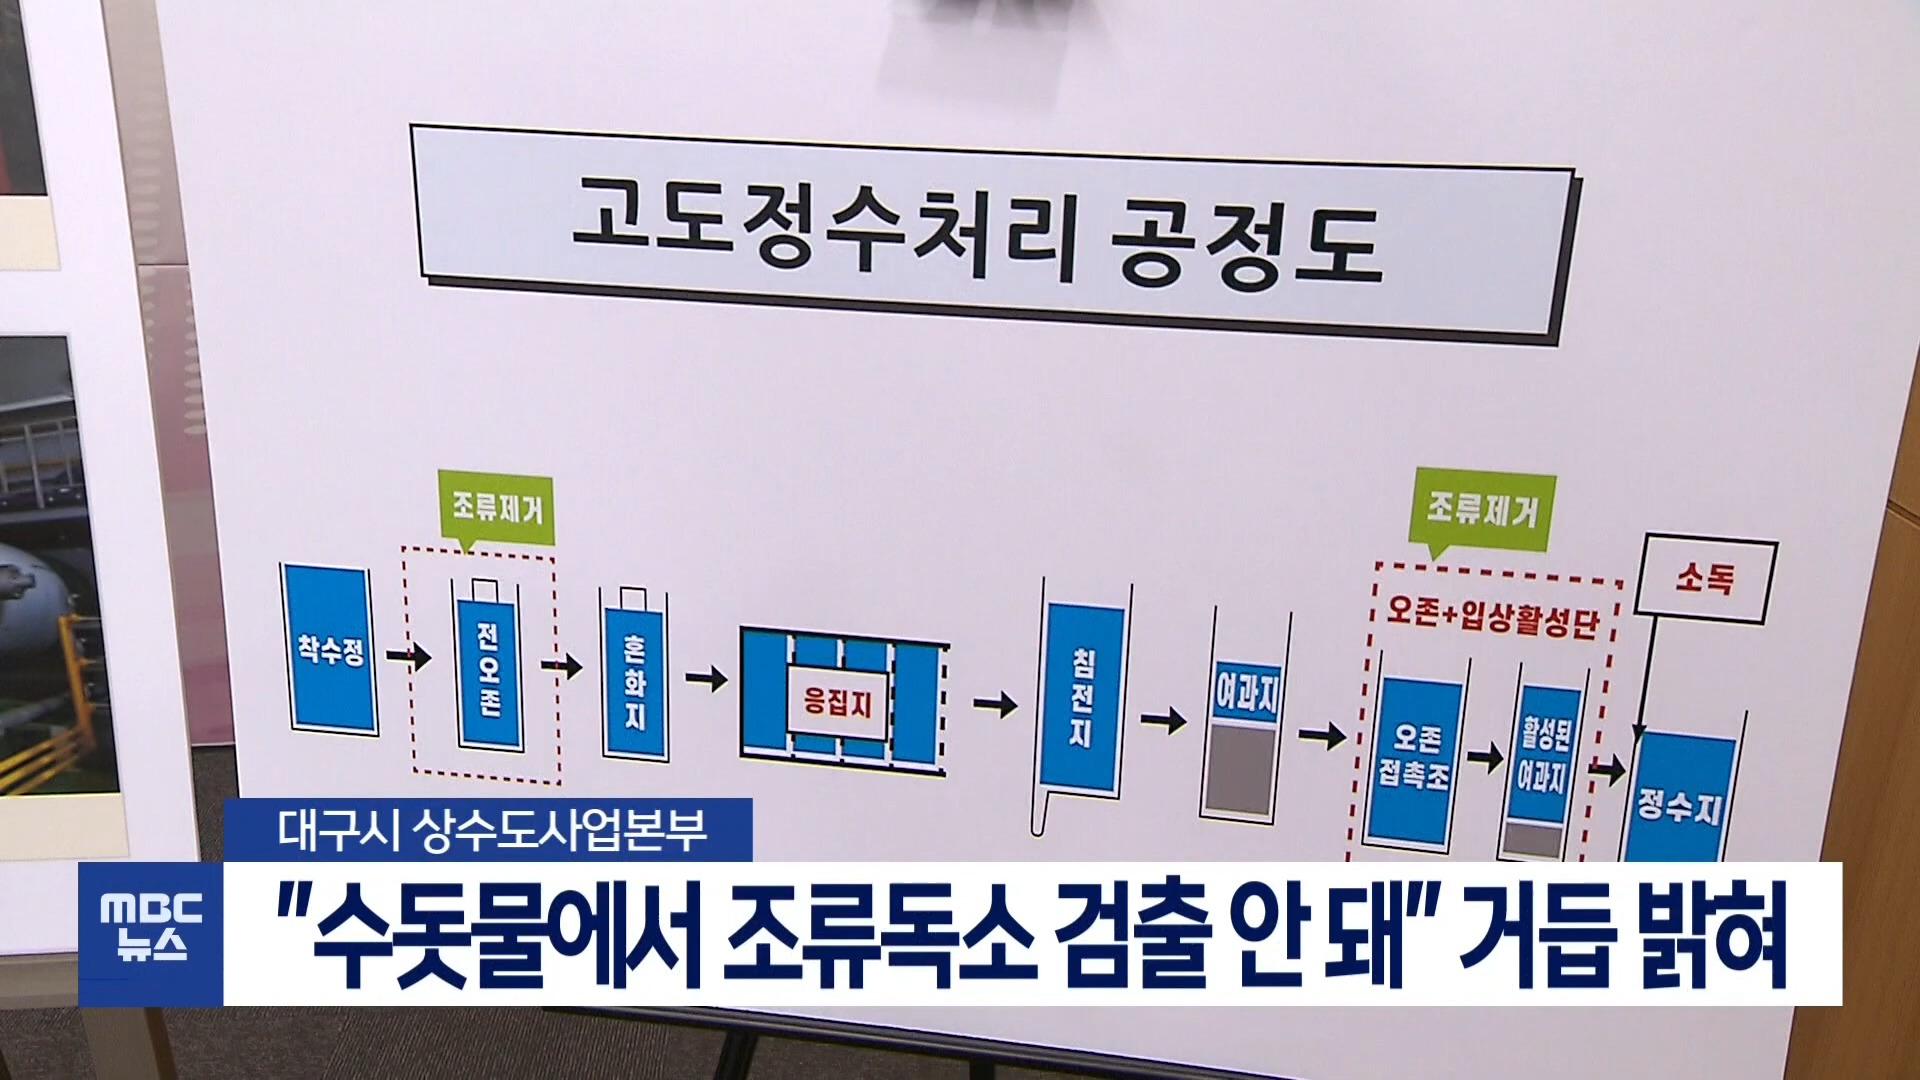 고도정수처리 공정도
조류제거
조류제거
소독
오존+입상활성단
착수정
전오존
혼화지
응집지
침전지
여과지
오존
접촉조
활성된
여과지
정수지
대구시 상수도사업본부
MBC
뉴스
"수돗물에서 조류독소 검출 안 돼" 거듭 밝혀